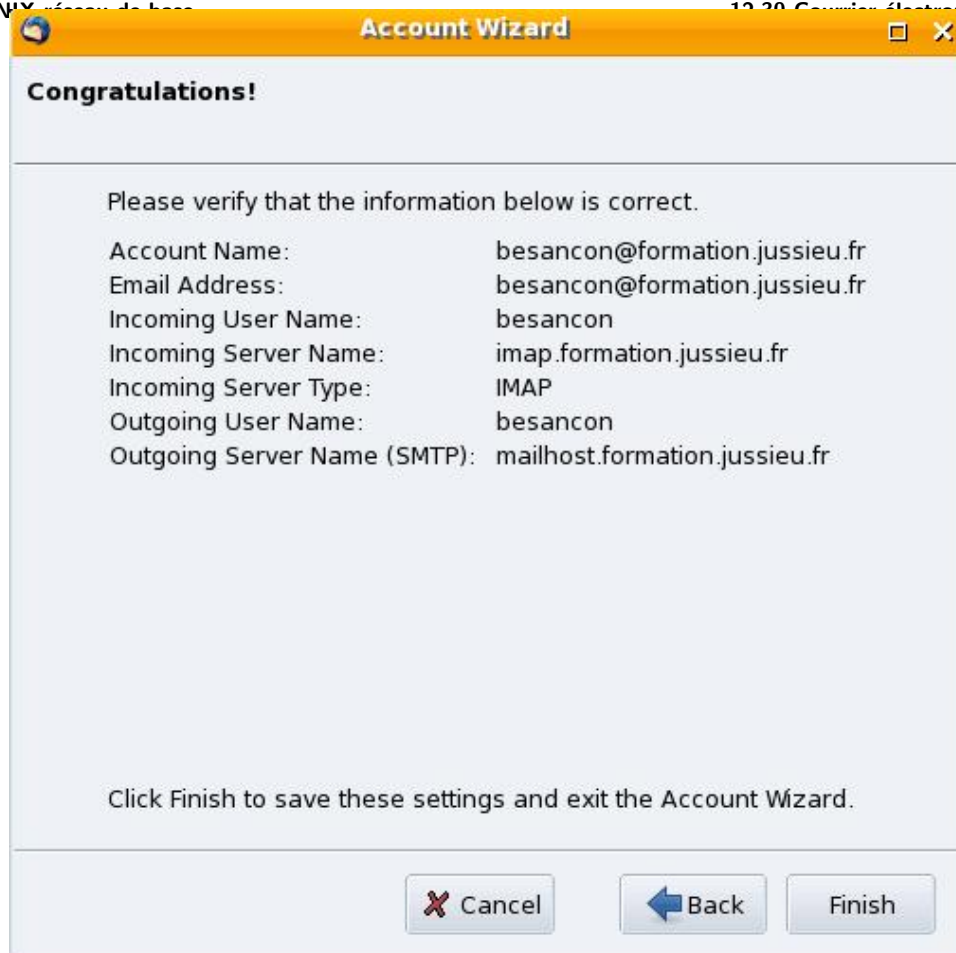 Account Wizard
Congratulations!
Please verify that the information below is correct.
Account Name: besancon@formation.jussieu.fr
Email Address: besancon@formation.jussieu.fr
Incoming User Name: besancon
Incoming Server Name: imap.formation.jussieu.fr
Incoming Server Type: IMAP
Outgoing User Name: besancon
Outgoing Server Name (SMTP): mailhost.formation.jussieu.fr
Click Finish to save these settings and exit the Account Wizard.
Cancel Back Finish